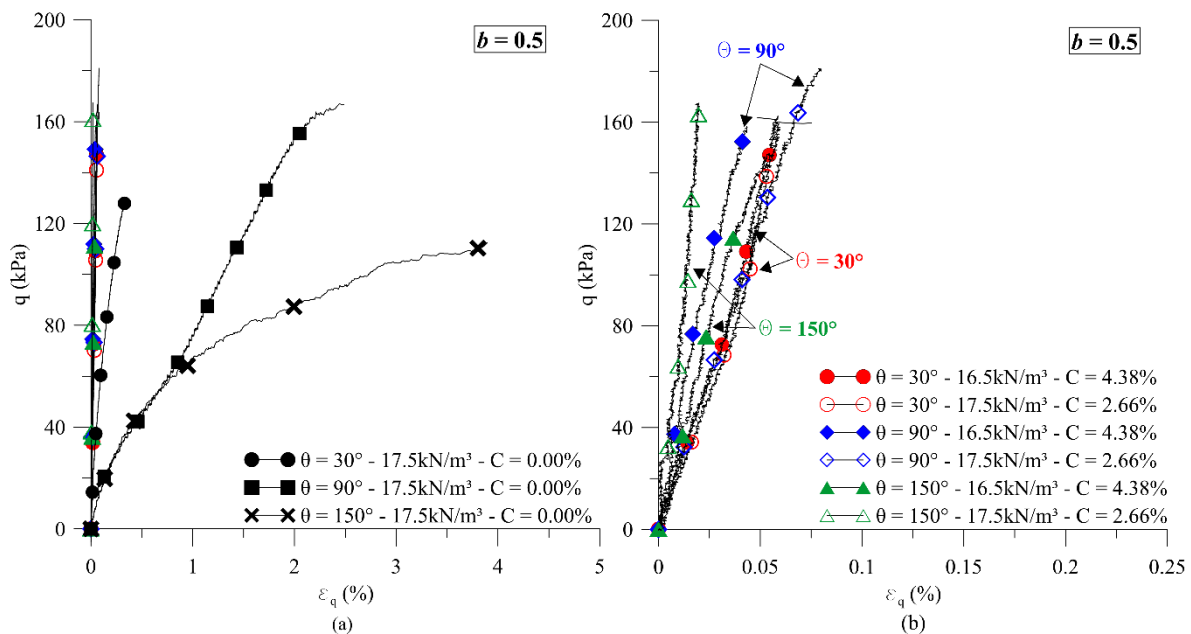 200
160
120
80
40
0
q (kPa)
b = 0.5
θ = 30° - 17.5kN/m³ - C = 0.00%
θ = 90° - 17.5kN/m³ - C = 0.00%
θ = 150° - 17.5kN/m³ - C = 0.00%
0 1 2 3 4 5
εq (%)
(a)
200
160
120
80
40
0
q (kPa)
b = 0.5
Θ = 90°
Θ = 30°
Θ = 150°
θ = 30° - 16.5kN/m³ - C = 4.38%
θ = 30° - 17.5kN/m³ - C = 2.66%
θ = 90° - 16.5kN/m³ - C = 4.38%
θ = 90° - 17.5kN/m³ - C = 2.66%
θ = 150° - 16.5kN/m³ - C = 4.38%
θ = 150° - 17.5kN/m³ - C = 2.66%
0 0.05 0.1 0.15 0.2 0.25
εq (%)
(b)